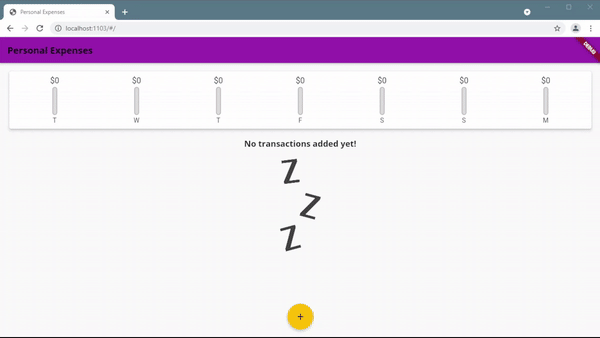 Personal Expenses
localhost:1103/#/
Personal Expenses
DEBUG
$0 $0 $0 $0 $0 $0 $0
T W T F S S M
No transactions added yet!
Z
Z
Z
+